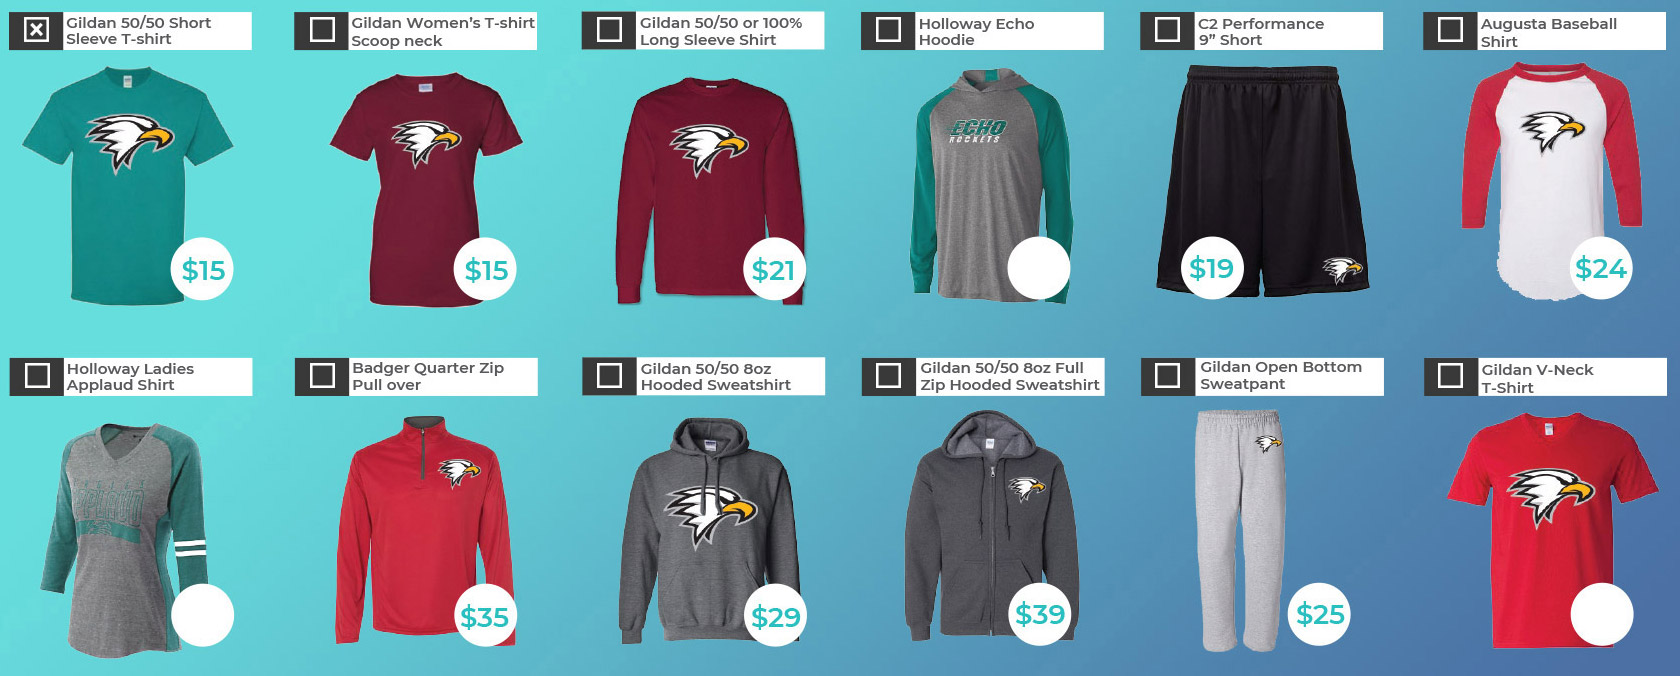 Gildan 50/50 Short
Sleeve T-shirt
Gildan Women's T-shirt
Scoop neck
Gildan 50/50 or 100%
Long Sleeve Shirt
Holloway Echo
Hoodie
C2 Performance
9" Short
Augusta Baseball
Shirt
ECHO
ROCKETS
$15
$15
$21
$19
$24
Holloway Ladies
Applaud Shirt
Badger Quarter Zip
Pull over
Gildan 50/50 8oz
Hooded Sweatshirt
Gildan 50/50 8oz Full
Zip Hooded Sweatshirt
Gildan Open Bottom
Sweatpant
Gildan V-Neck
T-Shirt
$35
$29
$39
$25